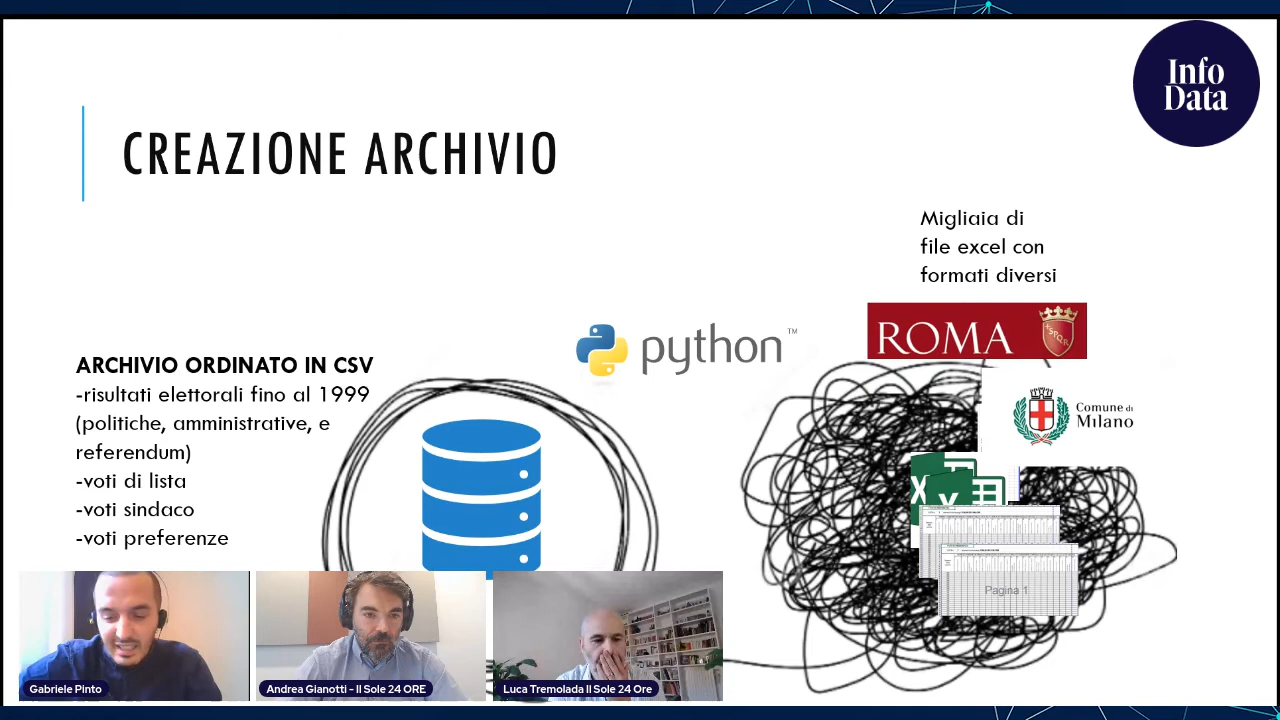 Info
Data
CREAZIONE ARCHIVIO
Migliaia di
file excel con
formati diversi
ROMA
python™
ARCHIVIO ORDINATO IN CSV
-risultati elettorali fino al 1999
(politiche, amministrative, e
referendum)
-voti di lista
-voti sindaco
-voti preferenze
Comune di
Milano
X
X
Pagina 1
Gabriele Pinto
Andrea Gianotti - Il Sole 24 ORE
Luca Tremolada Il Sole 24 Ore